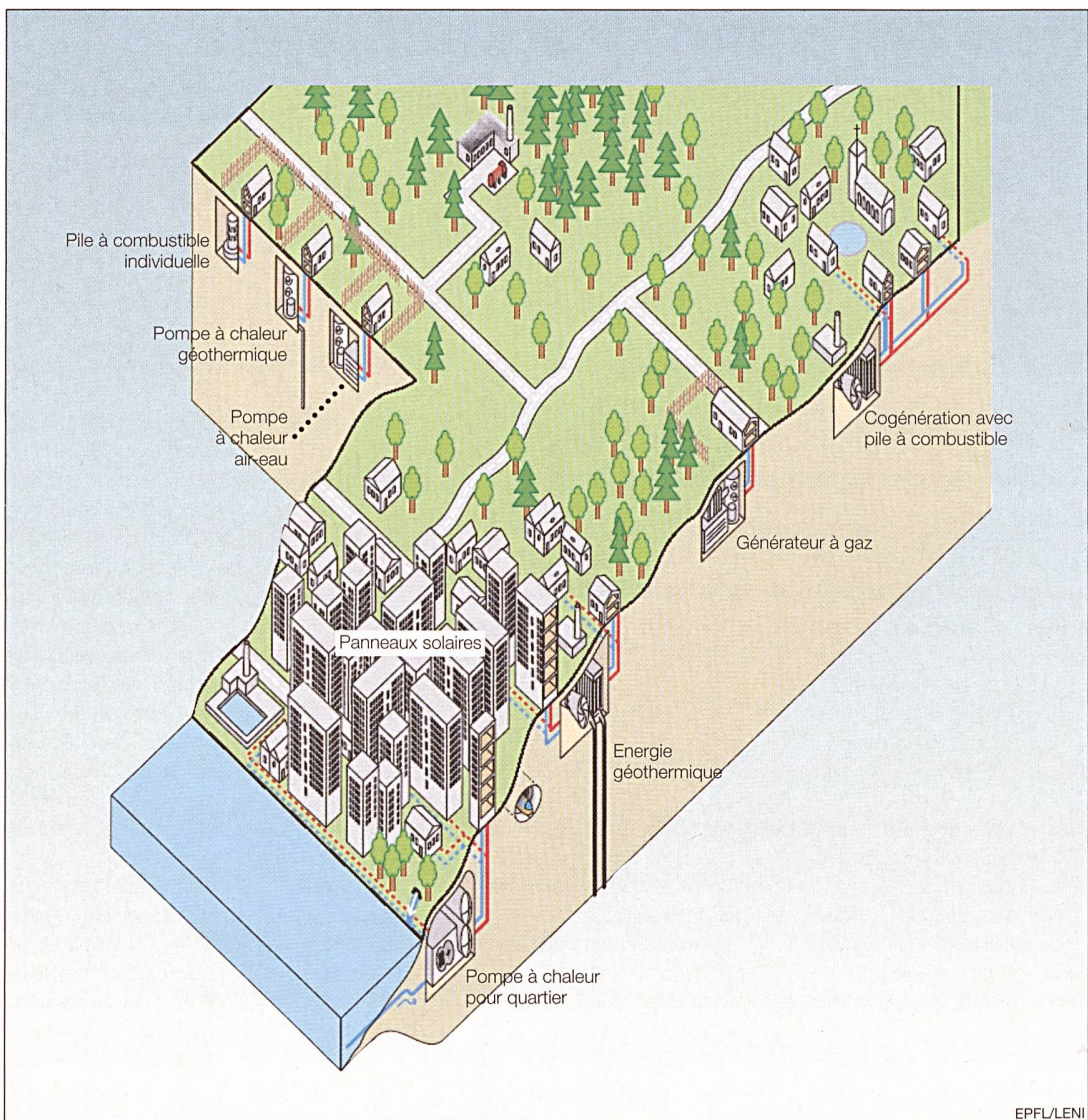 Pile à combustible
individuelle
Pompe à chaleur
géothermique
Pompe
à chaleur
air-eau
Cogénération avec
pile à combustible
Générateur à gaz
Panneaux solaires
Energie
géothermique
Pompe à chaleur
pour quartier
EPFL/LENI